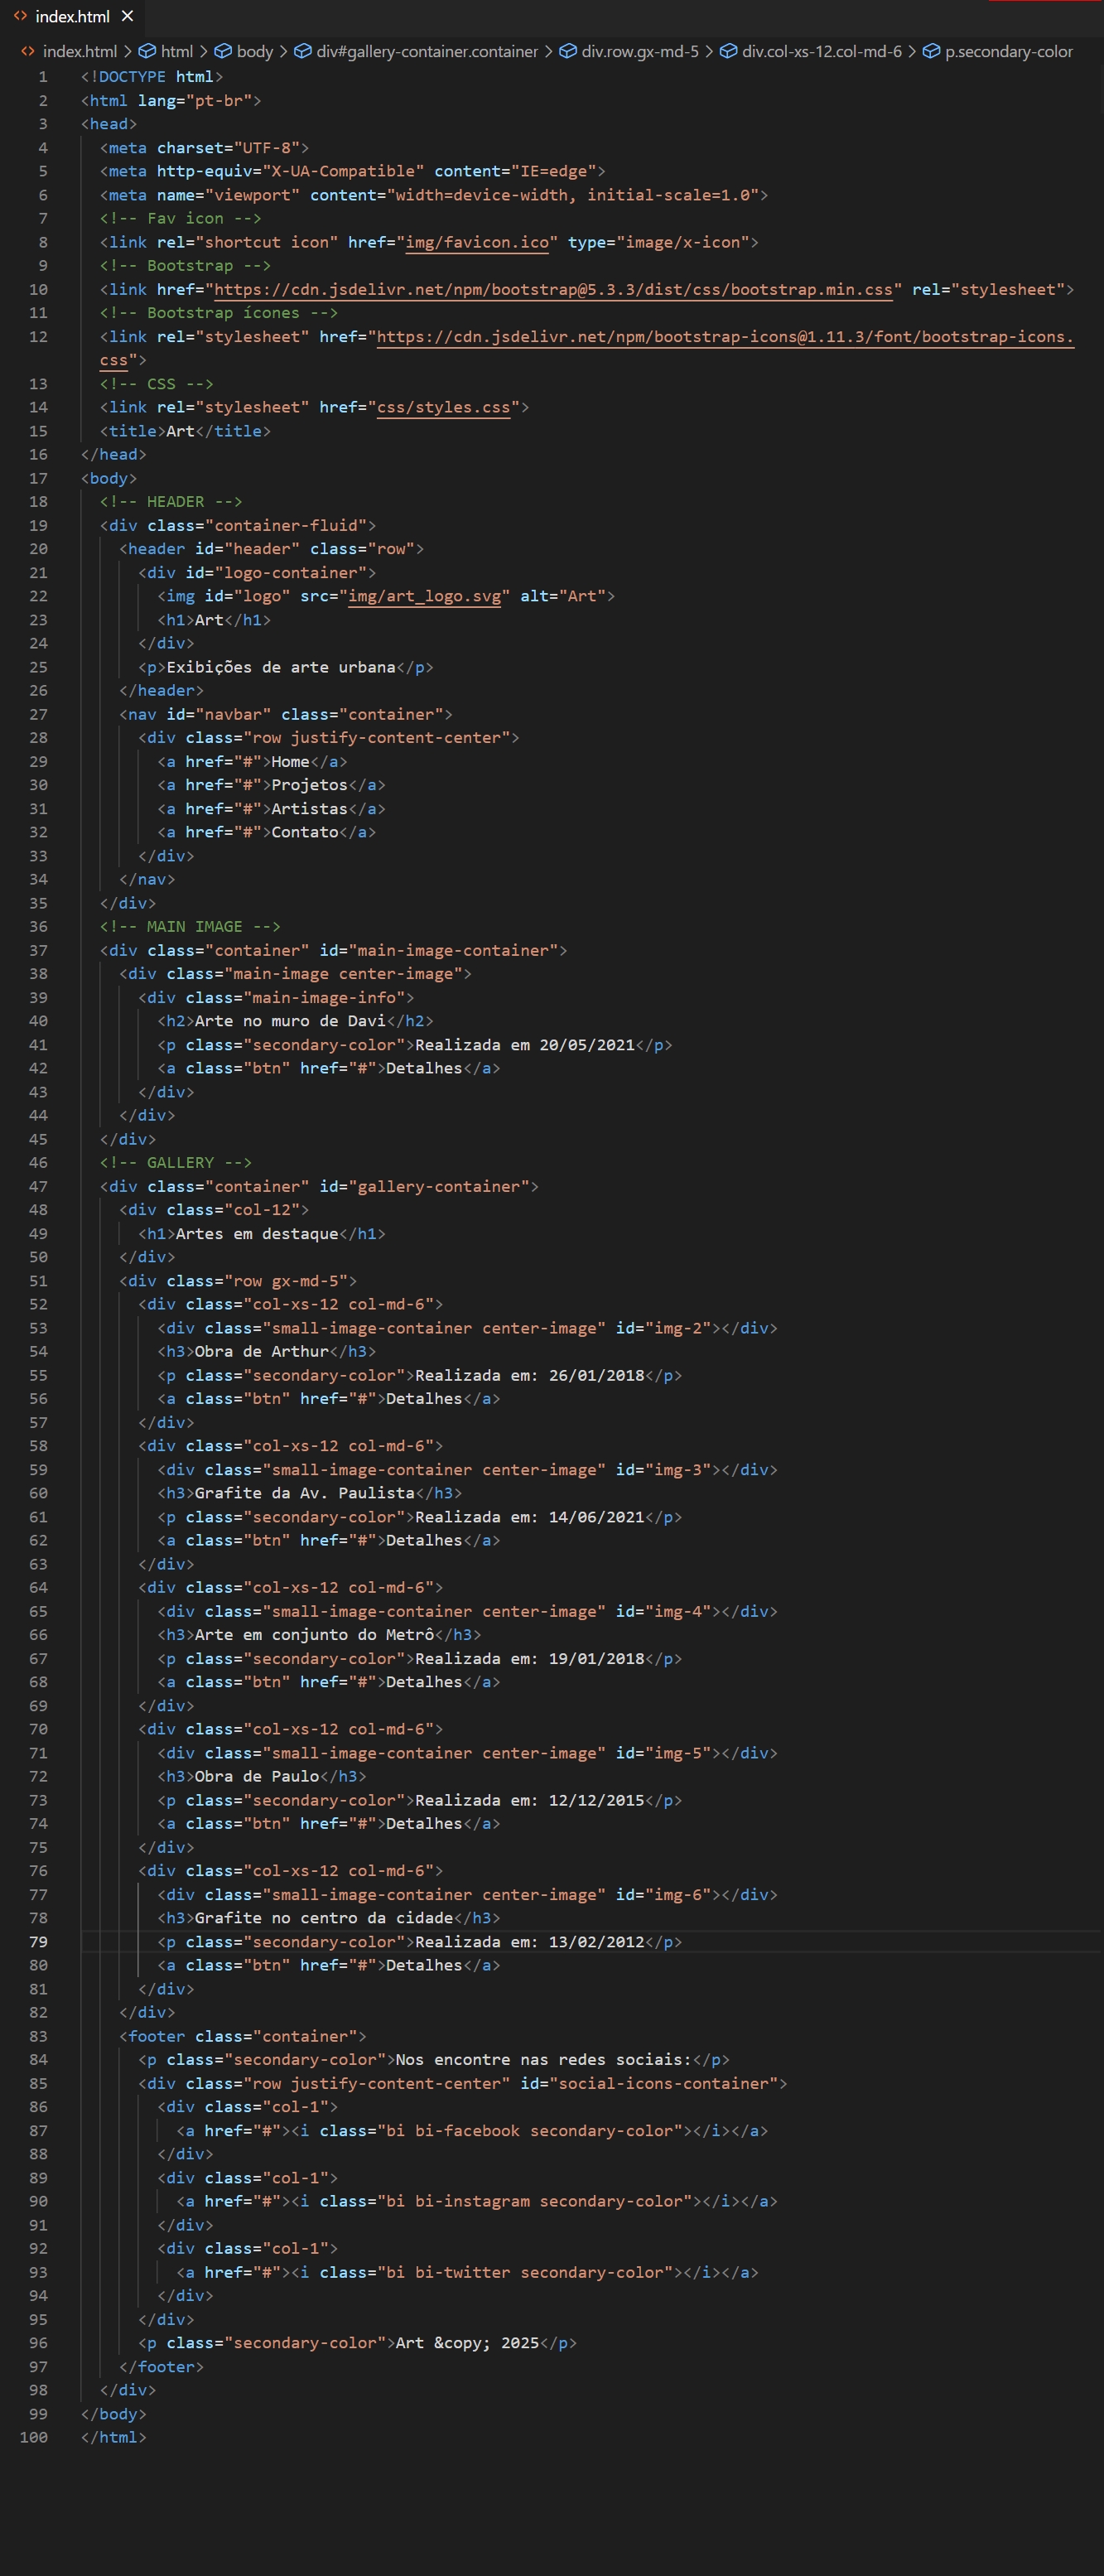 index.html ×
index.html > html > body > div#gallery-container.container > div.row.gx-md-5 > div.col-xs-12.col-md-6 > p.secondary-color
1 <!DOCTYPE html>
2 <html lang="pt-br">
3 <head>
4 <meta charset="UTF-8">
5 <meta http-equiv="X-UA-Compatible" content="IE=edge">
6 <meta name="viewport" content="width=device-width, initial-scale=1.0">
7 <!-- Fav icon -->
8 <link rel="shortcut icon" href="img/favicon.ico" type="image/x-icon">
9 <!-- Bootstrap -->
10 <link href="https://cdn.jsdelivr.net/npm/bootstrap@5.3.3/dist/css/bootstrap.min.css" rel="stylesheet">
11 <!-- Bootstrap ícones -->
12 <link rel="stylesheet" href="https://cdn.jsdelivr.net/npm/bootstrap-icons@1.11.3/font/bootstrap-icons.
css">
13 <!-- CSS -->
14 <link rel="stylesheet" href="css/styles.css">
15 <title>Art</title>
16 </head>
17 <body>
18 <!-- HEADER -->
19 <div class="container-fluid">
20 <header id="header" class="row">
21 <div id="logo-container">
22 <img id="logo" src="img/art_logo.svg" alt="Art">
23 <h1>Art</h1>
24 </div>
25 <p>Exibições de arte urbana</p>
26 </header>
27 <nav id="navbar" class="container">
28 <div class="row justify-content-center">
29 <a href="#">Home</a>
30 <a href="#">Projetos</a>
31 <a href="#">Artistas</a>
32 <a href="#">Contato</a>
33 </div>
34 </nav>
35 </div>
36 <!-- MAIN IMAGE -->
37 <div class="container" id="main-image-container">
38 <div class="main-image center-image">
39 <div class="main-image-info">
40 <h2>Arte no muro de Davi</h2>
41 <p class="secondary-color">Realizada em 20/05/2021</p>
42 <a class="btn" href="#">Detalhes</a>
43 </div>
44 </div>
45 </div>
46 <!-- GALLERY -->
47 <div class="container" id="gallery-container">
48 <div class="col-12">
49 <h1>Artes em destaque</h1>
50 </div>
51 <div class="row gx-md-5">
52 <div class="col-xs-12 col-md-6">
53 <div class="small-image-container center-image" id="img-2"></div>
54 <h3>Obra de Arthur</h3>
55 <p class="secondary-color">Realizada em: 26/01/2018</p>
56 <a class="btn" href="#">Detalhes</a>
57 </div>
58 <div class="col-xs-12 col-md-6">
59 <div class="small-image-container center-image" id="img-3"></div>
60 <h3>Grafite da Av. Paulista</h3>
61 <p class="secondary-color">Realizada em: 14/06/2021</p>
62 <a class="btn" href="#">Detalhes</a>
63 </div>
64 <div class="col-xs-12 col-md-6">
65 <div class="small-image-container center-image" id="img-4"></div>
66 <h3>Arte em conjunto do Metrô</h3>
67 <p class="secondary-color">Realizada em: 19/01/2018</p>
68 <a class="btn" href="#">Detalhes</a>
69 </div>
70 <div class="col-xs-12 col-md-6">
71 <div class="small-image-container center-image" id="img-5"></div>
72 <h3>Obra de Paulo</h3>
73 <p class="secondary-color">Realizada em: 12/12/2015</p>
74 <a class="btn" href="#">Detalhes</a>
75 </div>
76 <div class="col-xs-12 col-md-6">
77 <div class="small-image-container center-image" id="img-6"></div>
78 <h3>Grafite no centro da cidade</h3>
79 <p class="secondary-color">Realizada em: 13/02/2012</p>
80 <a class="btn" href="#">Detalhes</a>
81 </div>
82 </div>
83 <footer class="container">
84 <p class="secondary-color">Nos encontre nas redes sociais:</p>
85 <div class="row justify-content-center" id="social-icons-container">
86 <div class="col-1">
87 <a href="#"><i class="bi bi-facebook secondary-color"></i></a>
88 </div>
89 <div class="col-1">
90 <a href="#"><i class="bi bi-instagram secondary-color"></i></a>
91 </div>
92 <div class="col-1">
93 <a href="#"><i class="bi bi-twitter secondary-color"></i></a>
94 </div>
95 </div>
96 <p class="secondary-color">Art &copy; 2025</p>
97 </footer>
98 </div>
99 </body>
100 </html>